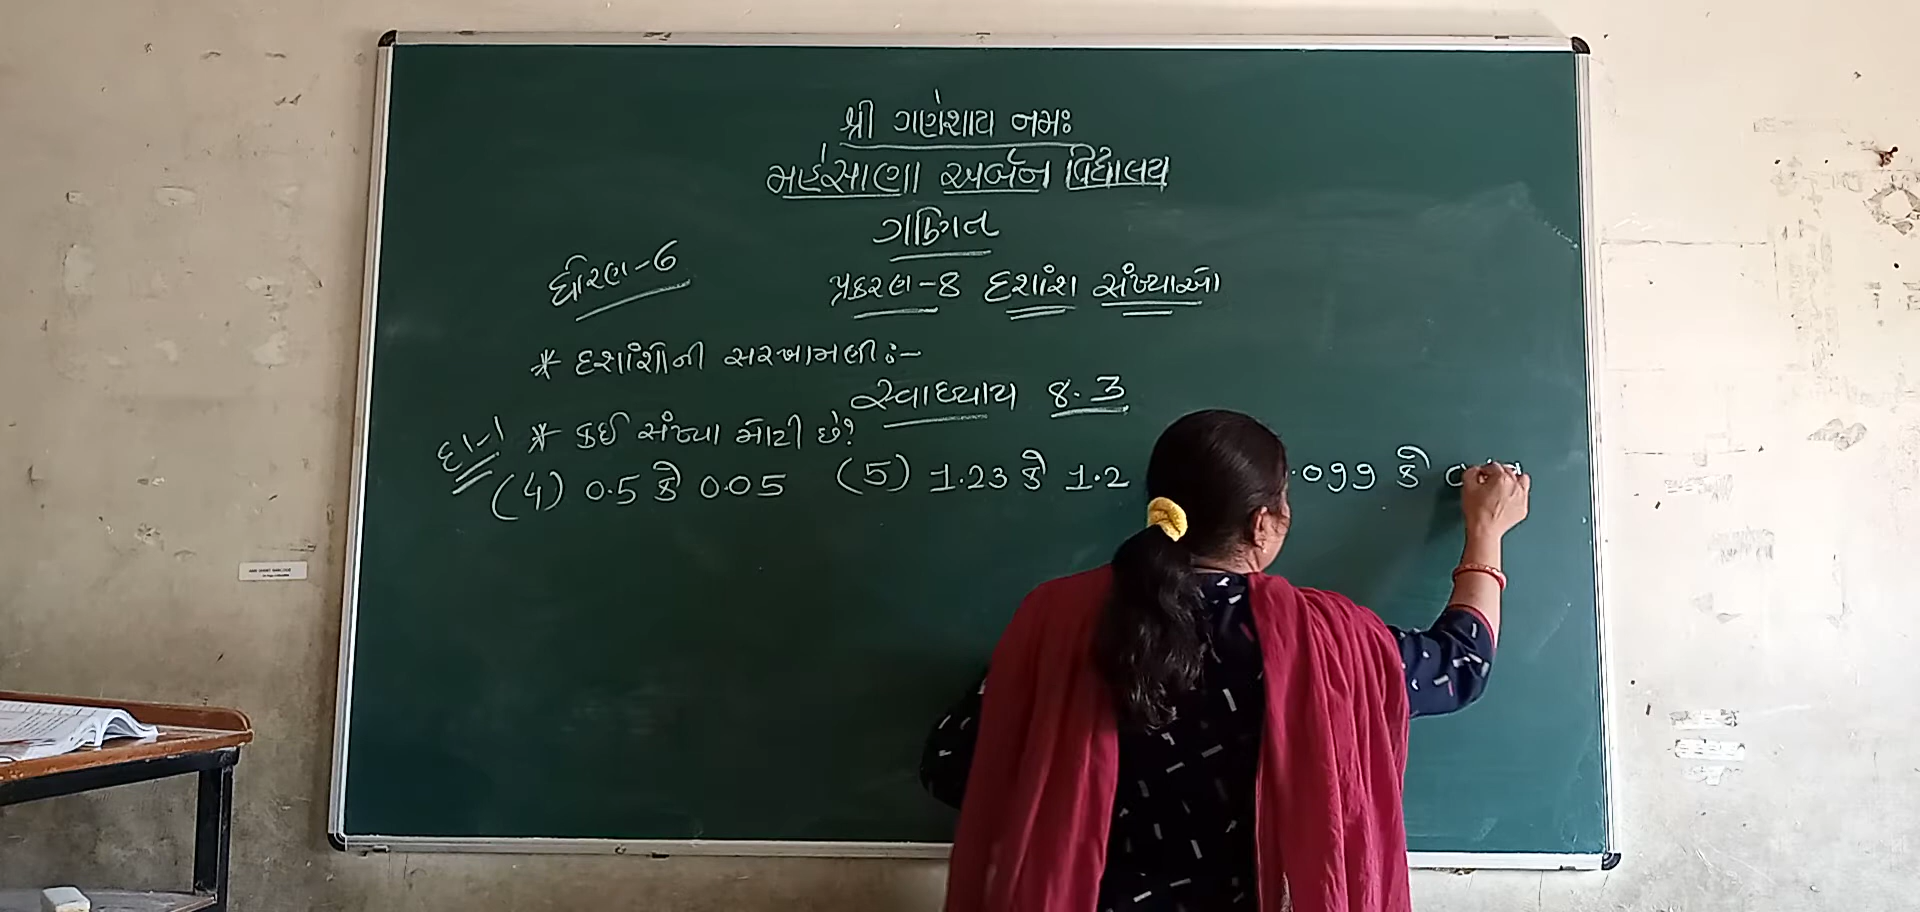 શ્રી ગણેશાય નમઃ
મહેસાણા અર્બન વિદ્યાલય
ગણિત
ધોરણ-6
પ્રકરણ-8 દશાંશ સંખ્યાઓ
* દશાંશોની સરખામણી :-
સ્વાધ્યાય 8.3
દા-1 * કઈ સંખ્યા મોટી છે?
(4) 0.5 કે 0.05 (5) 1.23 કે 1.2 .099 કે